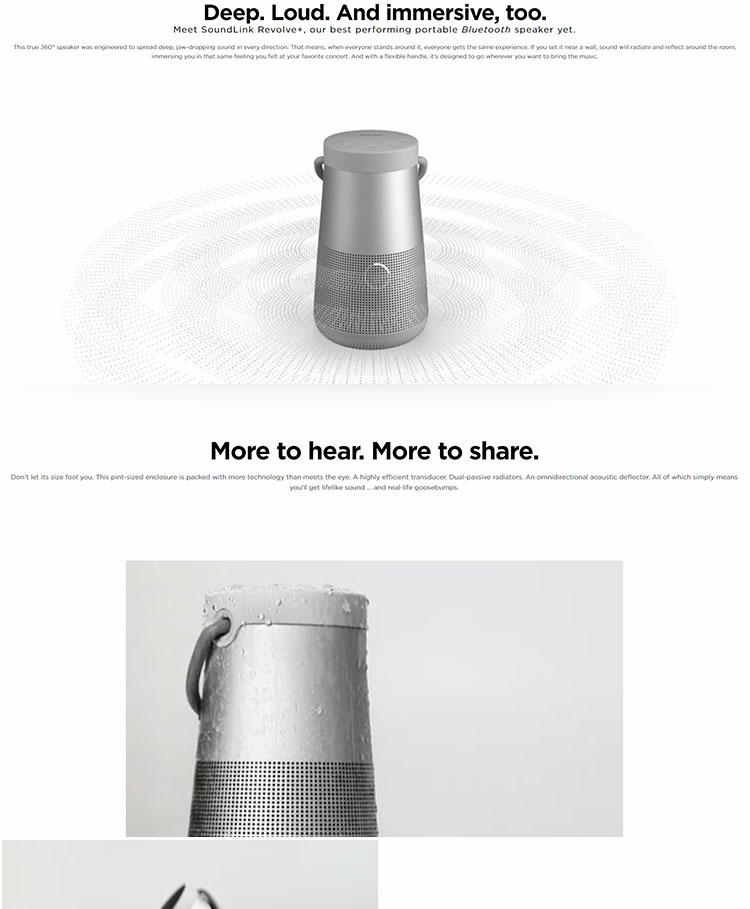 Deep. Loud. And immersive, too.
Meet SoundLink Revolve+, our best performing portable Bluetooth speaker yet.
This true 360° speaker was engineered to spread deep, jaw-dropping sound in every direction. That means, when everyone stands around it, everyone gets the same experience. If you set it near a wall, sound will radiate and reflect around the room,
immersing you in that same feeling you felt at your favorite concert. And with a flexible handle, it's designed to go wherever you want to bring the music.
More to hear. More to share.
Don't let its size fool you. This pint-sized enclosure is packed with more technology than meets the eye. A highly efficient transducer. Dual-passive radiators. An omnidirectional acoustic deflector. All of which simply means
you'll get lifelike sound ... and real-life goosebumps.